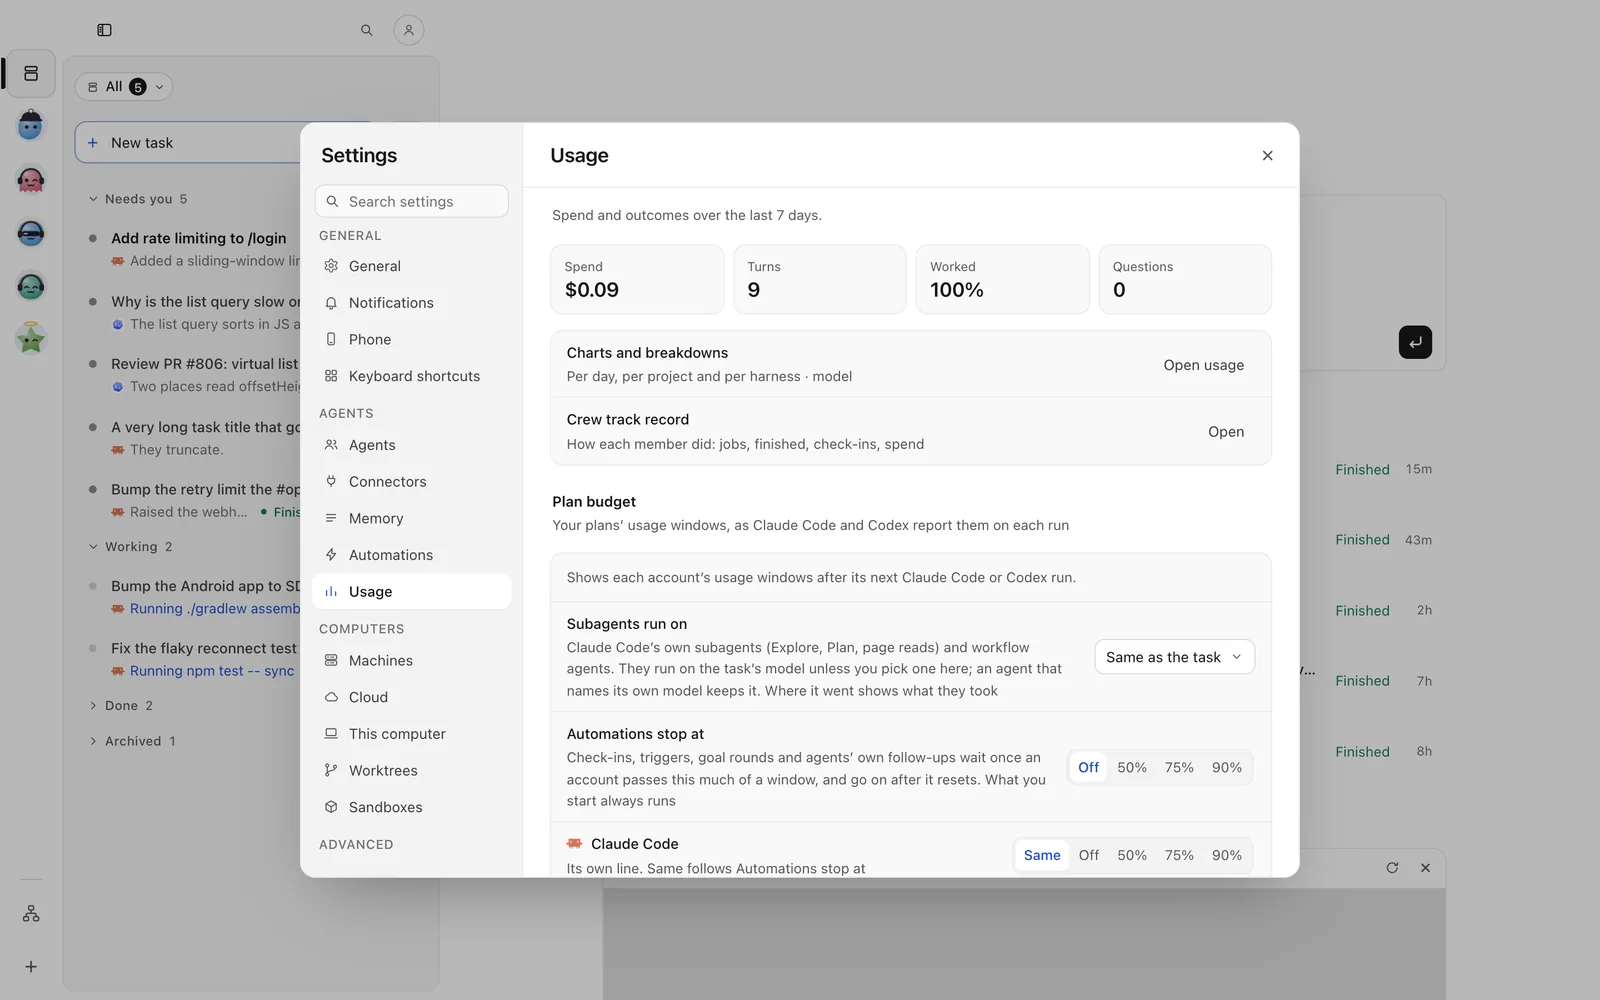 All 5
New task
Needs you 5
Add rate limiting to /login
Added a sliding-window
Why is the list query slow
The list query sorts in JS
Review PR #806: virtual list
Two places read
A very long task title that
They truncate.
Bump the retry limit the
Raised the webh...
Working 2
Bump the Android app to
Running ./gradlew
Fix the flaky reconnect test
Running npm test -- sync
Done 2
Archived 1
Settings
Search settings
GENERAL
General
Notifications
Phone
Keyboard shortcuts
AGENTS
Agents
Connectors
Memory
Automations
Usage
COMPUTERS
Machines
Cloud
This computer
Worktrees
Sandboxes
ADVANCED
Usage
Spend and outcomes over the last 7 days.
Spend
$0.09
Turns
9
Worked
100%
Questions
0
Charts and breakdowns
Per day, per project and per harness · model
Open usage
Crew track record
How each member did: jobs, finished, check-ins, spend
Open
Plan budget
Your plans’ usage windows, as Claude Code and Codex report them on each run
Shows each account’s usage windows after its next Claude Code or Codex run.
Subagents run on
Claude Code’s own subagents (Explore, Plan, page reads) and workflow
agents. They run on the task’s model unless you pick one here; an agent that
names its own model keeps it. Where it went shows what they took
Same as the task
Automations stop at
Check-ins, triggers, goal rounds and agents’ own follow-ups wait once an
account passes this much of a window, and go on after it resets. What you
start always runs
Off 50% 75% 90%
Claude Code
Its own line. Same follows Automations stop at
Same Off 50% 75% 90%
Finished 15m
Finished 43m
Finished 2h
Finished 7h
Finished 8h